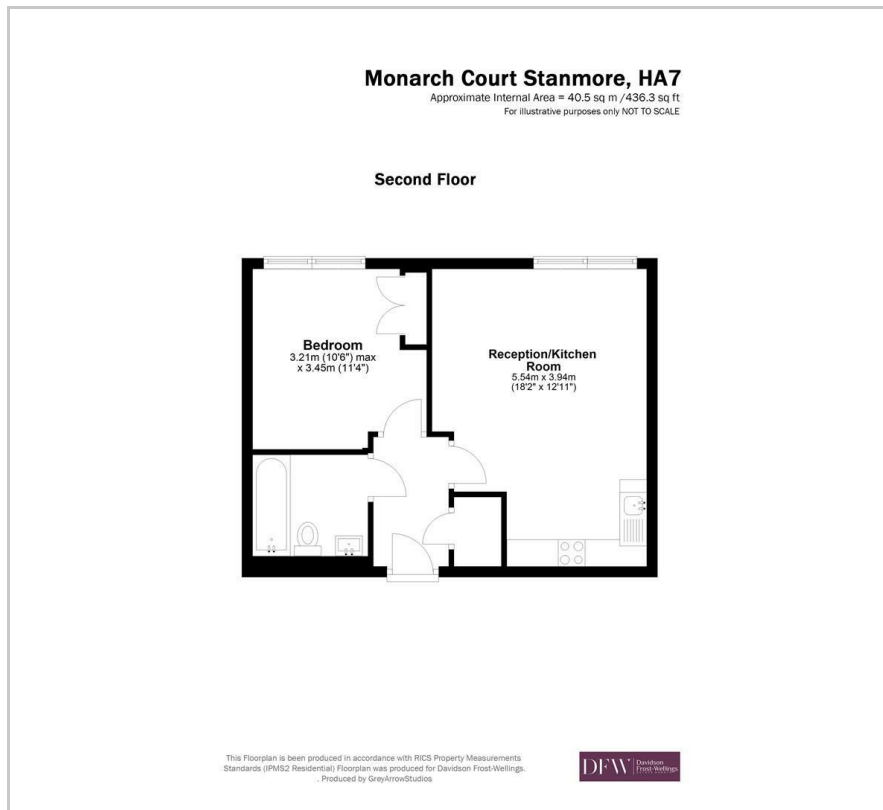 Monarch Court Stanmore, HA7
Approximate Internal Area = 40.5 sq m /436.3 sq ft
For illustrative purposes only NOT TO SCALE
Second Floor
Bedroom
3.21m (10'6") max
x 3.45m (11'4")
Reception/Kitchen
Room
5.54m x 3.94m
(18'2" x 12'11")
This Floorplan is been produced in accordance with RICS Property Measurements
Standards (IPMS2 Residential) Floorplan was produced for Davidson Frost-Wellings.
. Produced by GreyArrowStudios
DFW
Davidson
Frost-Wellings